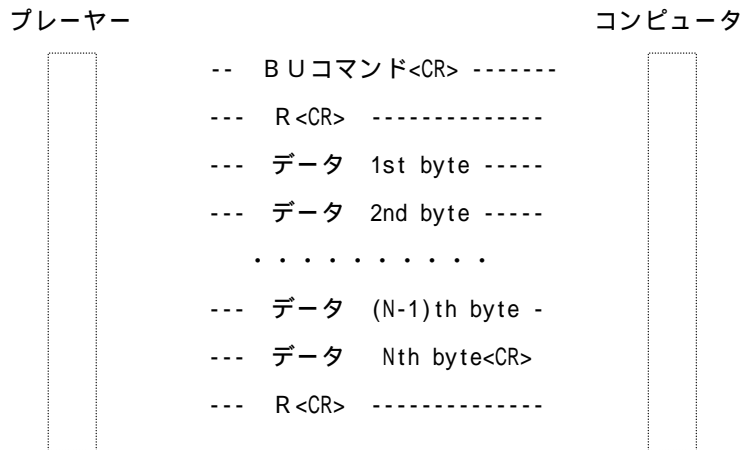 プレーヤー コンピュータ
-- ＢＵコマンド<CR> -------
--- R<CR> --------------
--- データ 1st byte -----
--- データ 2nd byte -----
・・・・・・・・・・
--- データ (N-1)th byte -
--- データ Nth byte<CR>
--- R<CR> --------------